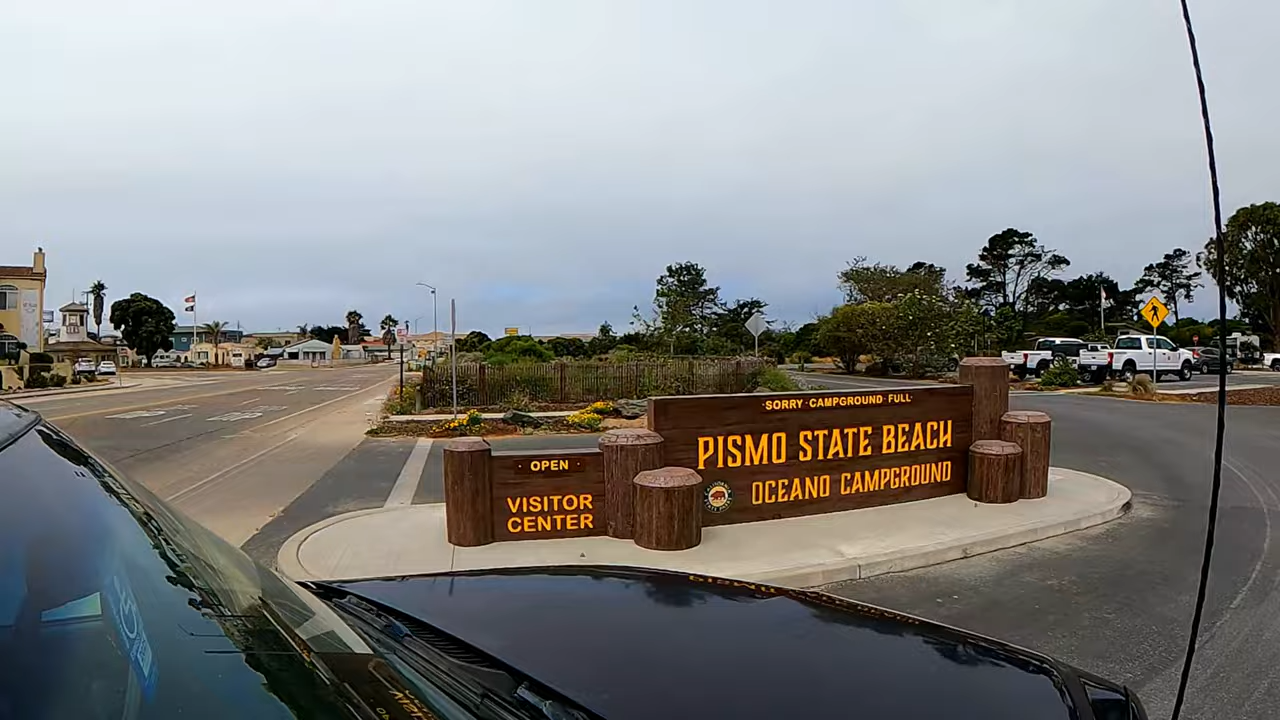 SORRY CAMPGROUND FULL
PISMO STATE BEACH
OCEANO CAMPGROUND
OPEN
VISITOR
CENTER